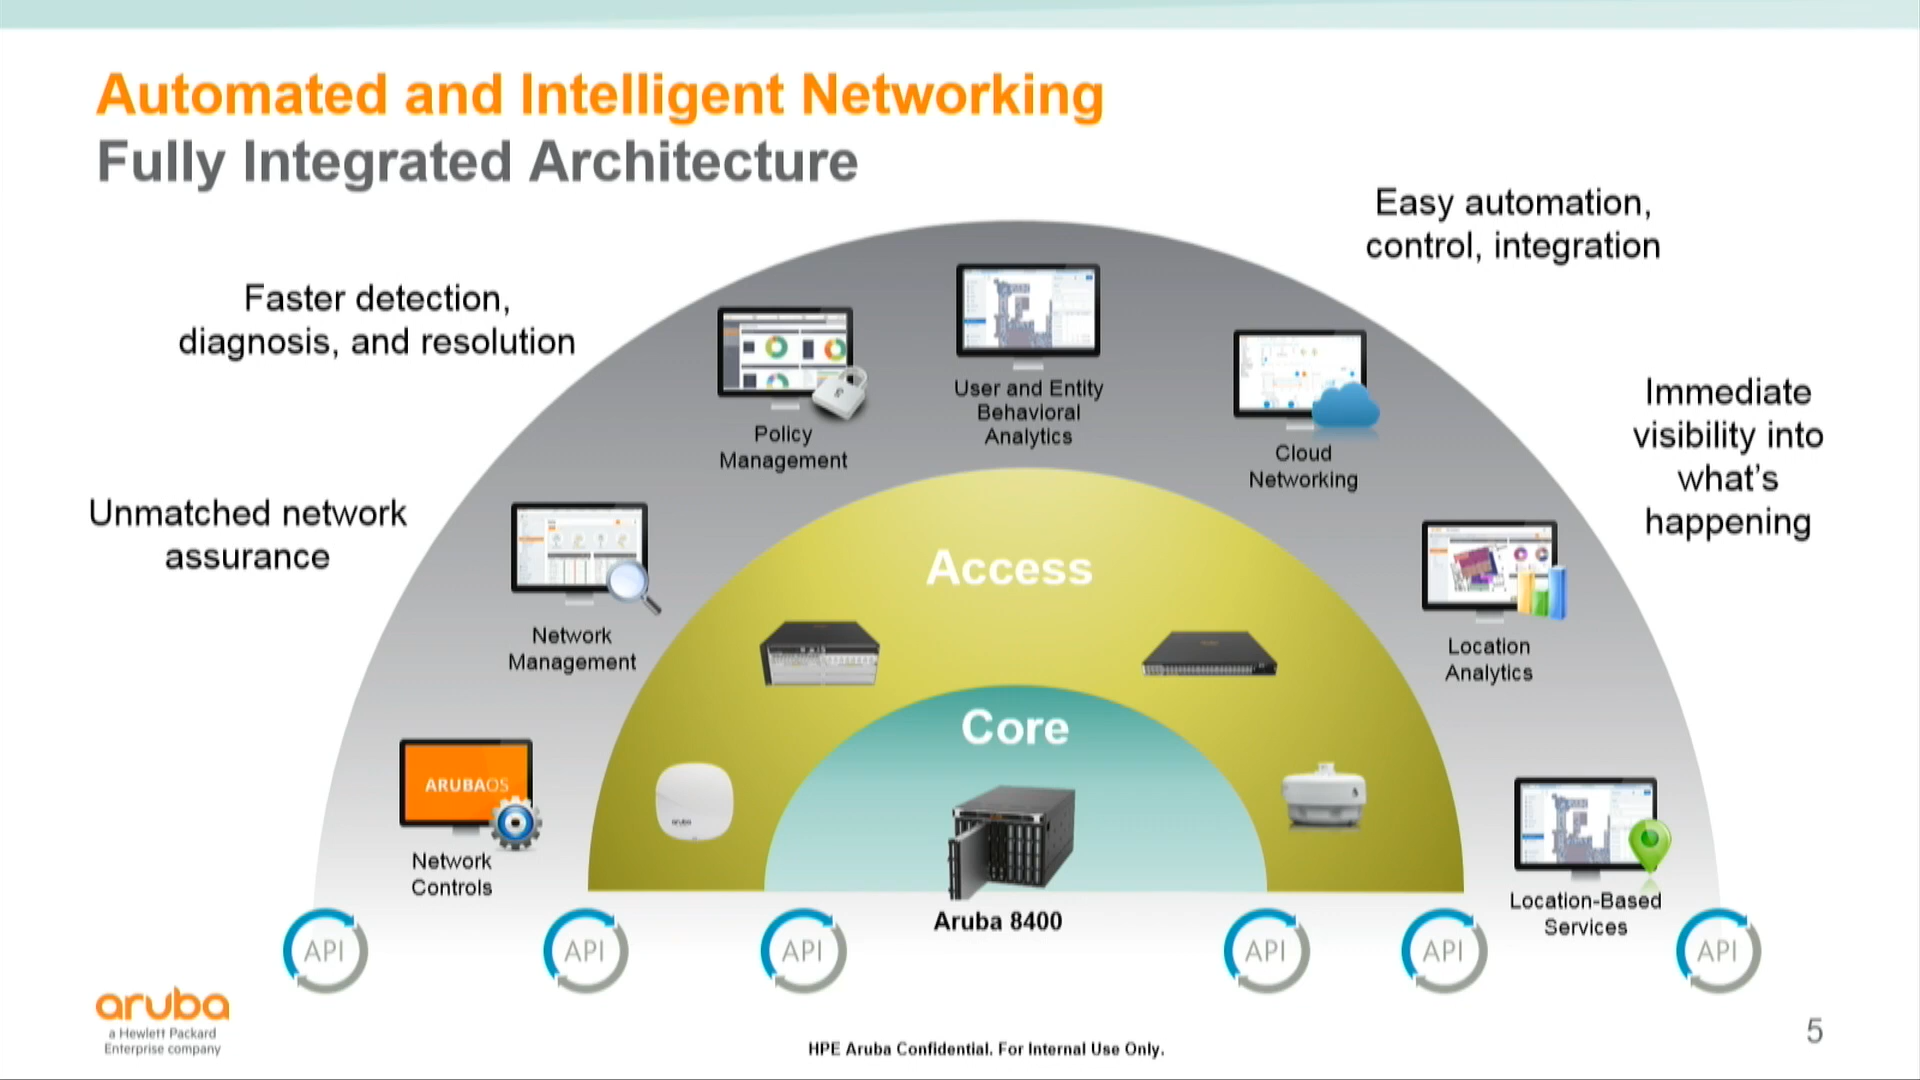 Automated and Intelligent Networking
Fully Integrated Architecture
Easy automation,
control, integration
Faster detection,
diagnosis, and resolution
Immediate
visibility into
what's
happening
Unmatched network
assurance
User and Entity
Behavioral
Analytics
Policy
Management
Cloud
Networking
Access
Network
Management
Location
Analytics
Core
ARUBAOS
aruba
Network
Controls
Location-Based
Services
Aruba 8400
API
API
API
API
API
API
aruba
a Hewlett Packard
Enterprise company
HPE Aruba Confidential. For Internal Use Only.
5